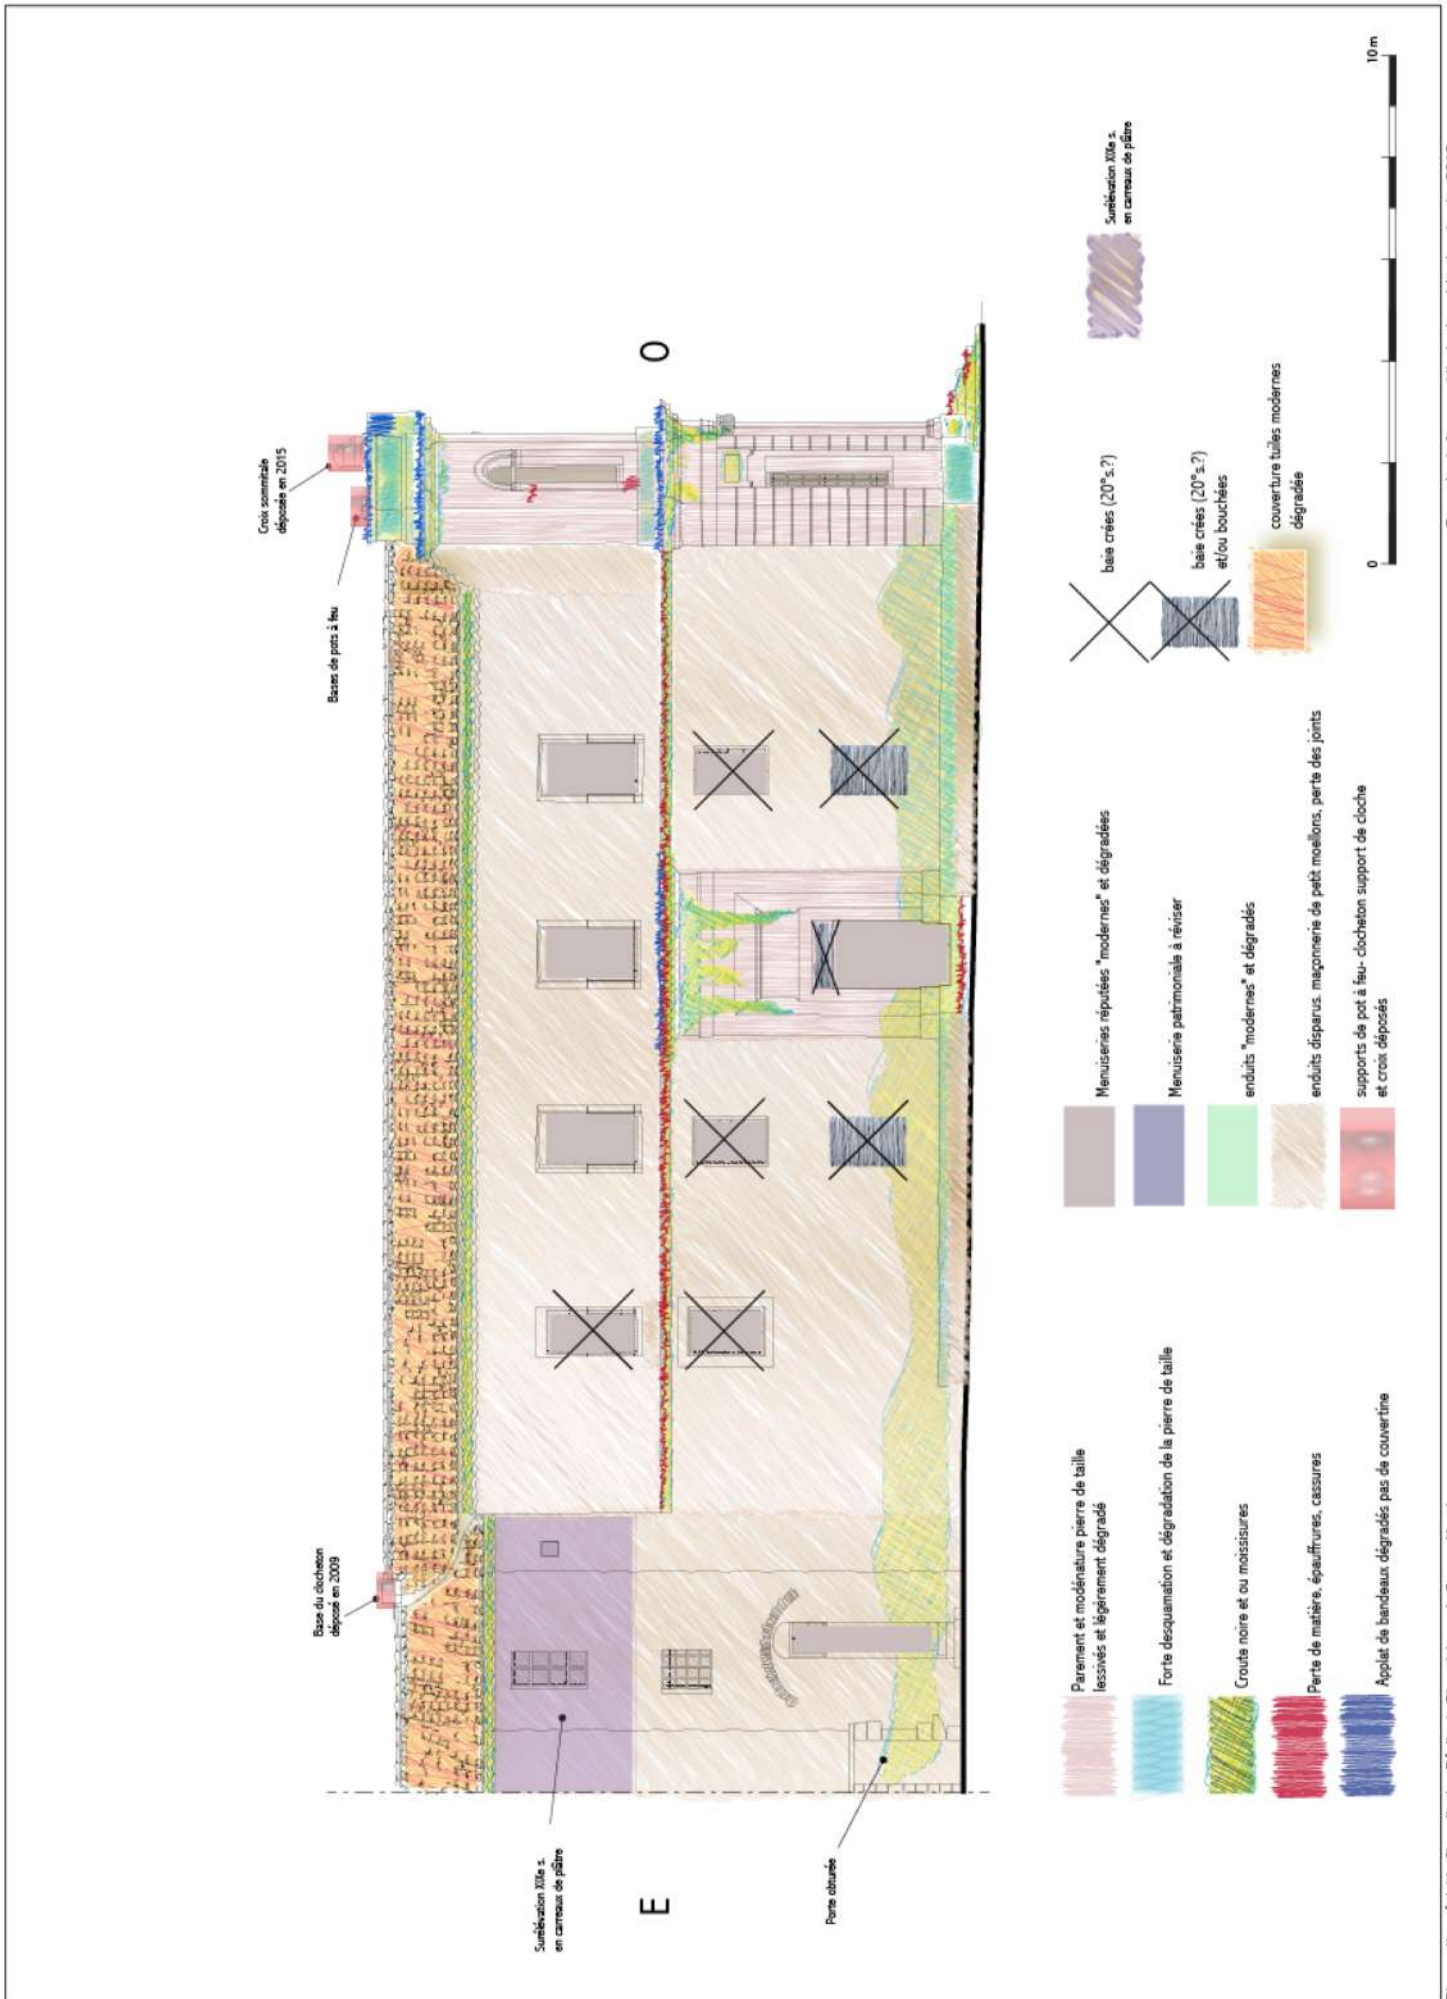 Croix sommitale
déposée en 2015
Bases de pots à feu
Base du clocheton
déposé en 2009
O
E
Surélévation XIXe s.
en carreaux de plâtre
Porte obturée
Parement et modénature pierre de taille
lessivés et légèrement dégradé
Forte desquamation et dégradation de la pierre de taille
Croute noire et ou moissisures
Perte de matière, épauffrures, cassures
Applat de bandeaux dégradés pas de couvertine
Menuiseries réputées "modernes" et dégradées
Menuiserie patrimoniale à réviser
enduits "modernes" et dégradés
enduits disparus, maçonnerie de petit moellons, perte des joints
supports de pot à feu- clocheton support de cloche
et croix déposés
baie crées (20°s.?)
baie crées (20°s.?)
et/ou bouchées
couverture tuiles modernes
dégradée
Surélévation XIXe s.
en carreaux de plâtre
0
10 m